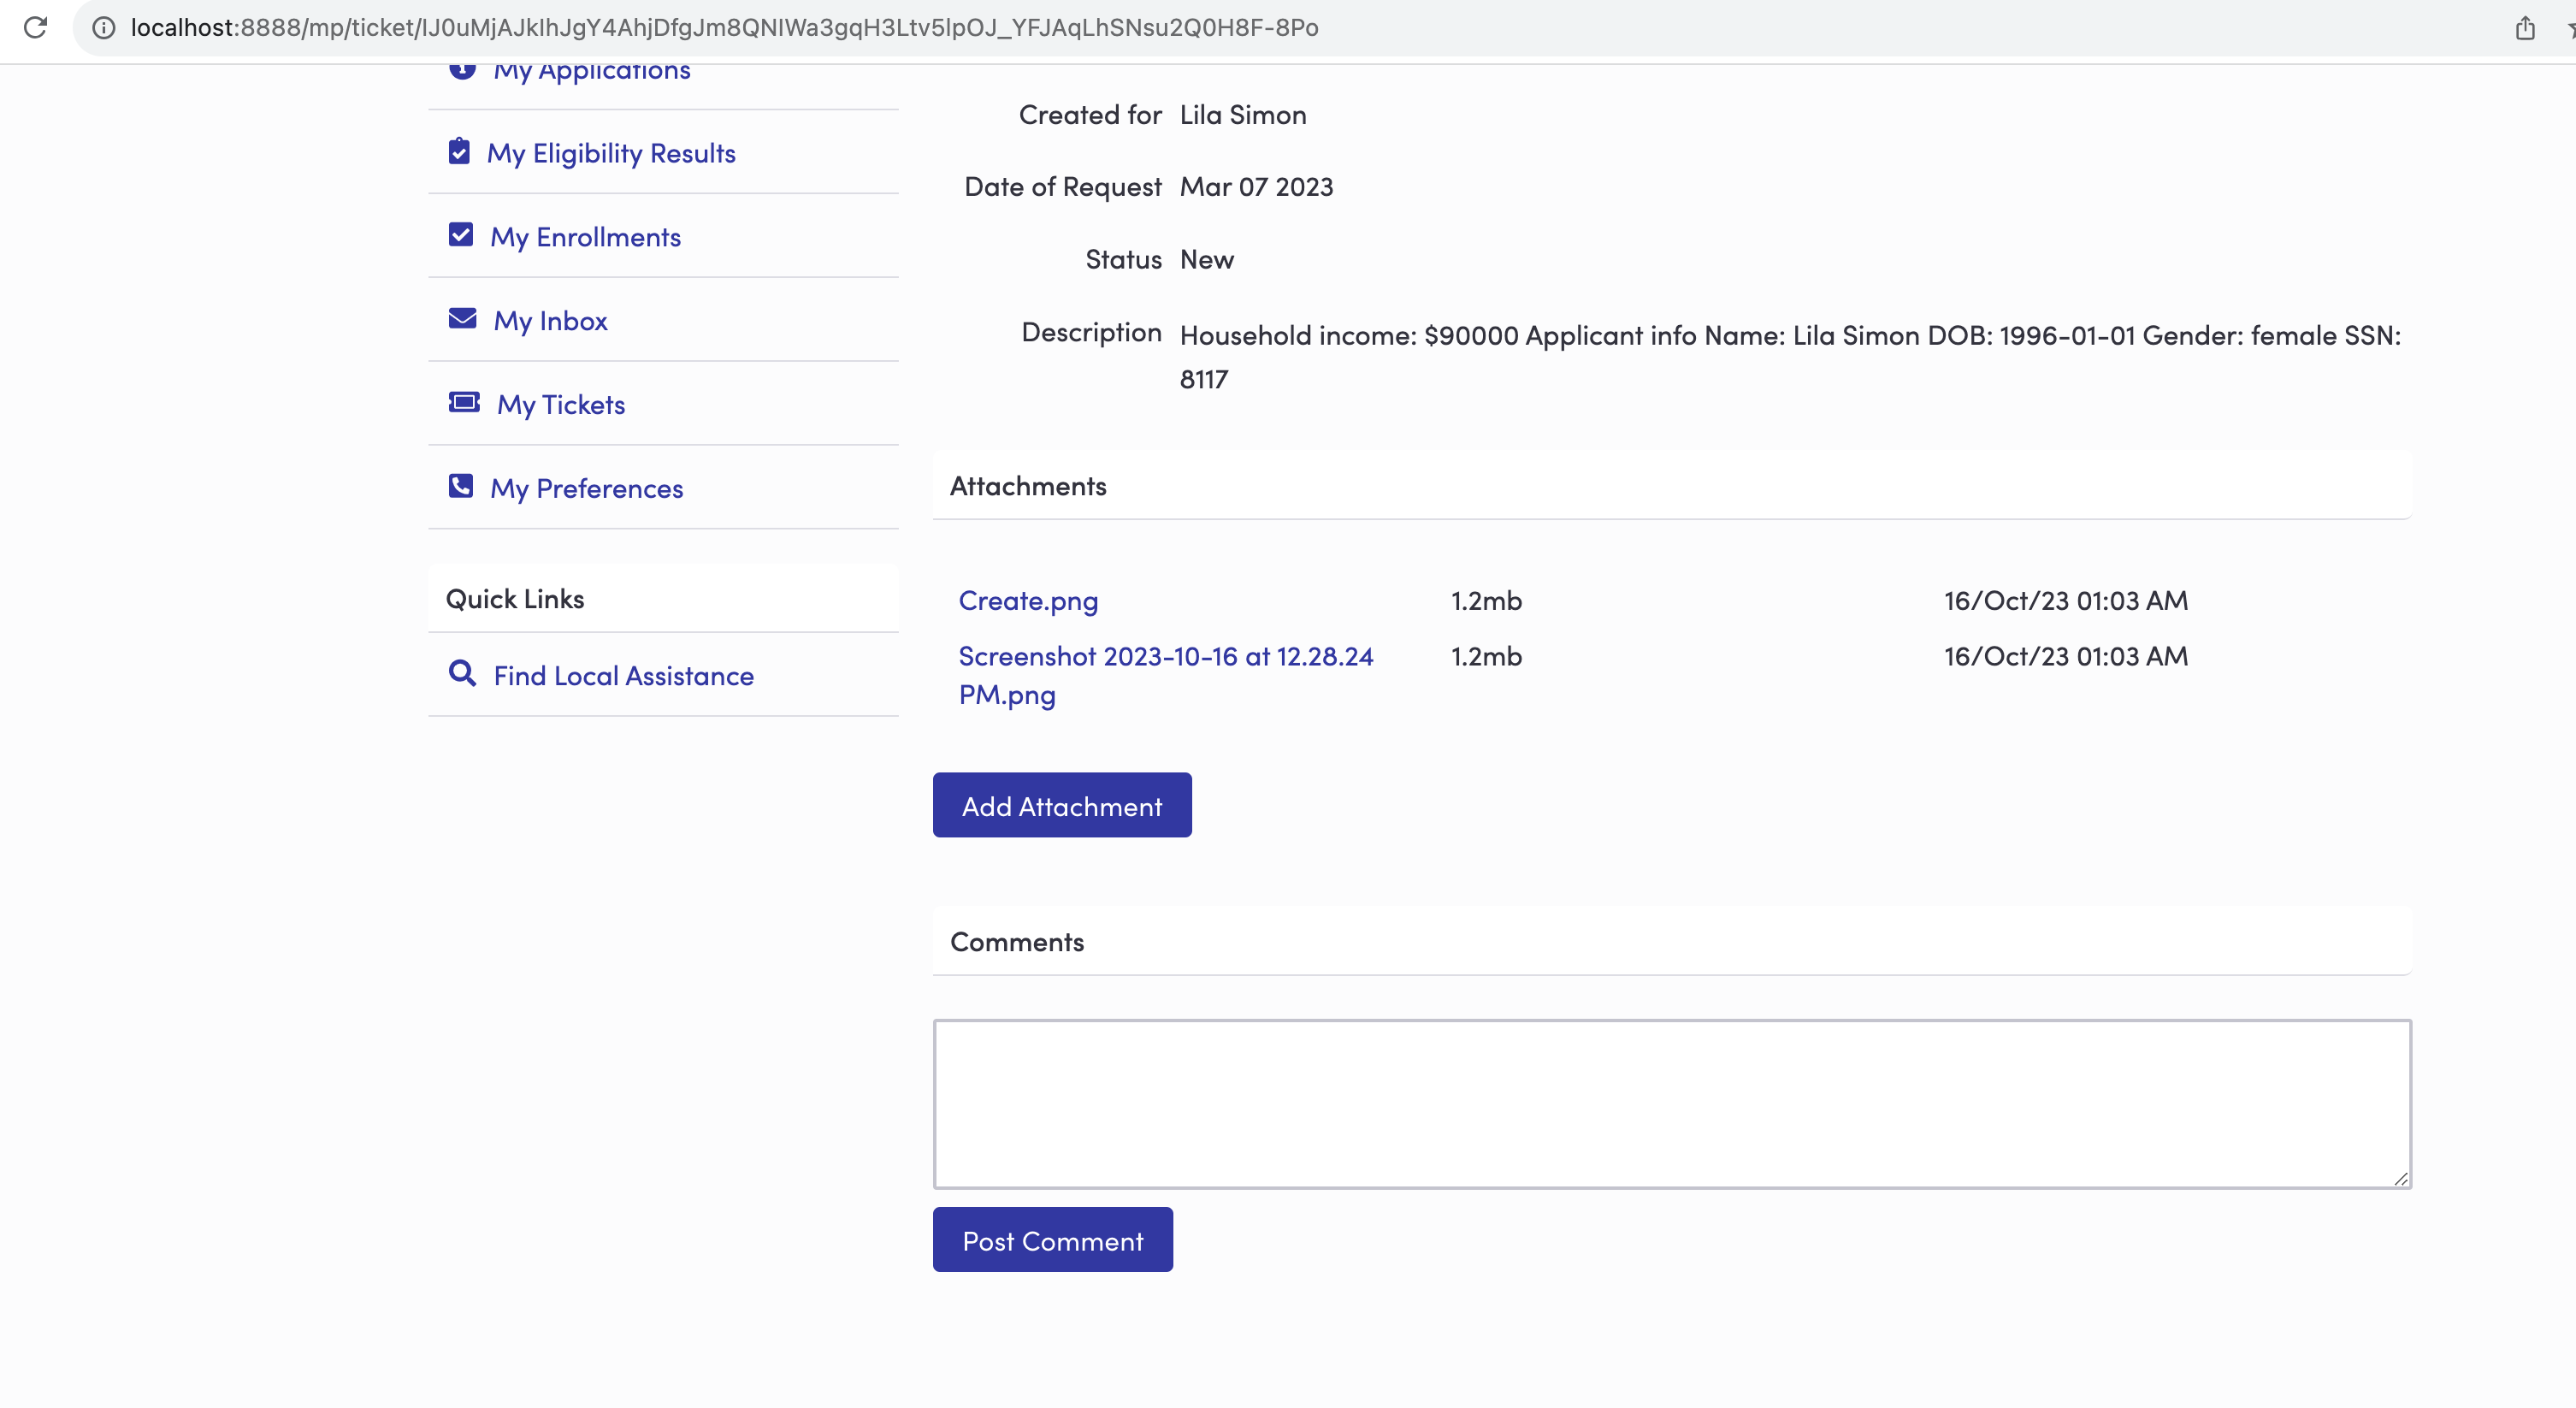 localhost:8888/mp/ticket/IJ0uMjAJkIhJgY4AhjDfgJm8QNIWa3gqH3Ltv5lpOJ_YFJAqLhSNsu2Q0H8F-8Po
My Applications
My Eligibility Results
My Enrollments
My Inbox
My Tickets
My Preferences
Quick Links
Find Local Assistance
Created for Lila Simon
Date of Request Mar 07 2023
Status New
Description Household income: $90000 Applicant info Name: Lila Simon DOB: 1996-01-01 Gender: female SSN:
8117
Attachments
Create.png 1.2mb 16/Oct/23 01:03 AM
Screenshot 2023-10-16 at 12.28.24 1.2mb 16/Oct/23 01:03 AM
PM.png
Add Attachment
Comments
Post Comment